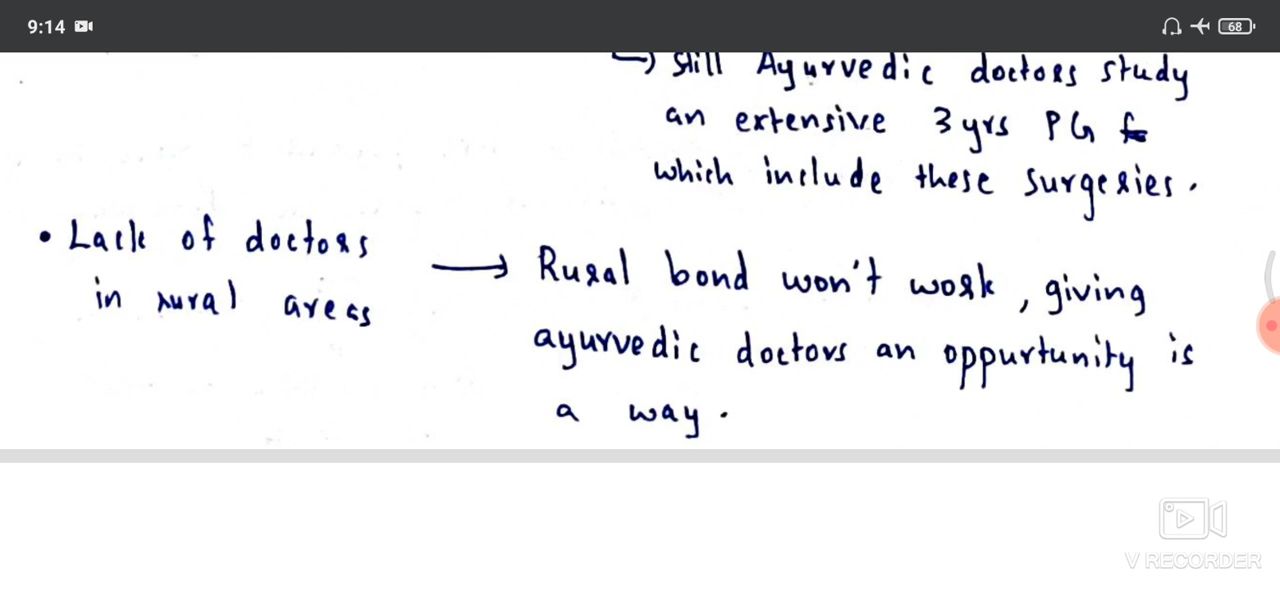 9:14
68
→ Still Ayurvedic doctors study
an extensive 3 yrs PG
which include these surgeries.
• Lack of doctors
in rural areas
→ Rural bond won't work, giving
ayurvedic doctors an oppurtunity is
a way.
V RECORDER